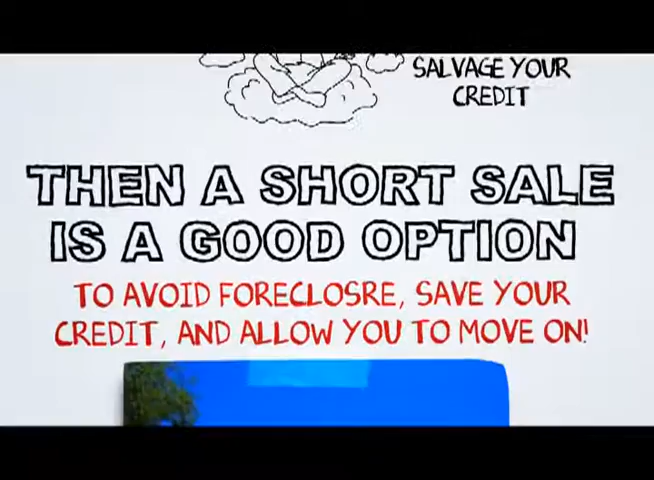 SALVAGE YOUR
CREDIT
THEN A SHORT SALE
IS A GOOD OPTION
TO AVOID FORECLOSRE, SAVE YOUR
CREDIT, AND ALLOW YOU TO MOVE ON!